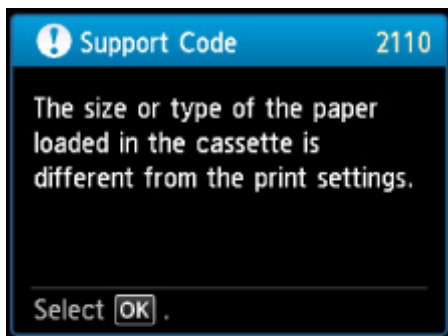 Support Code 2110
The size or type of the paper
loaded in the cassette is
different from the print settings.
Select OK .